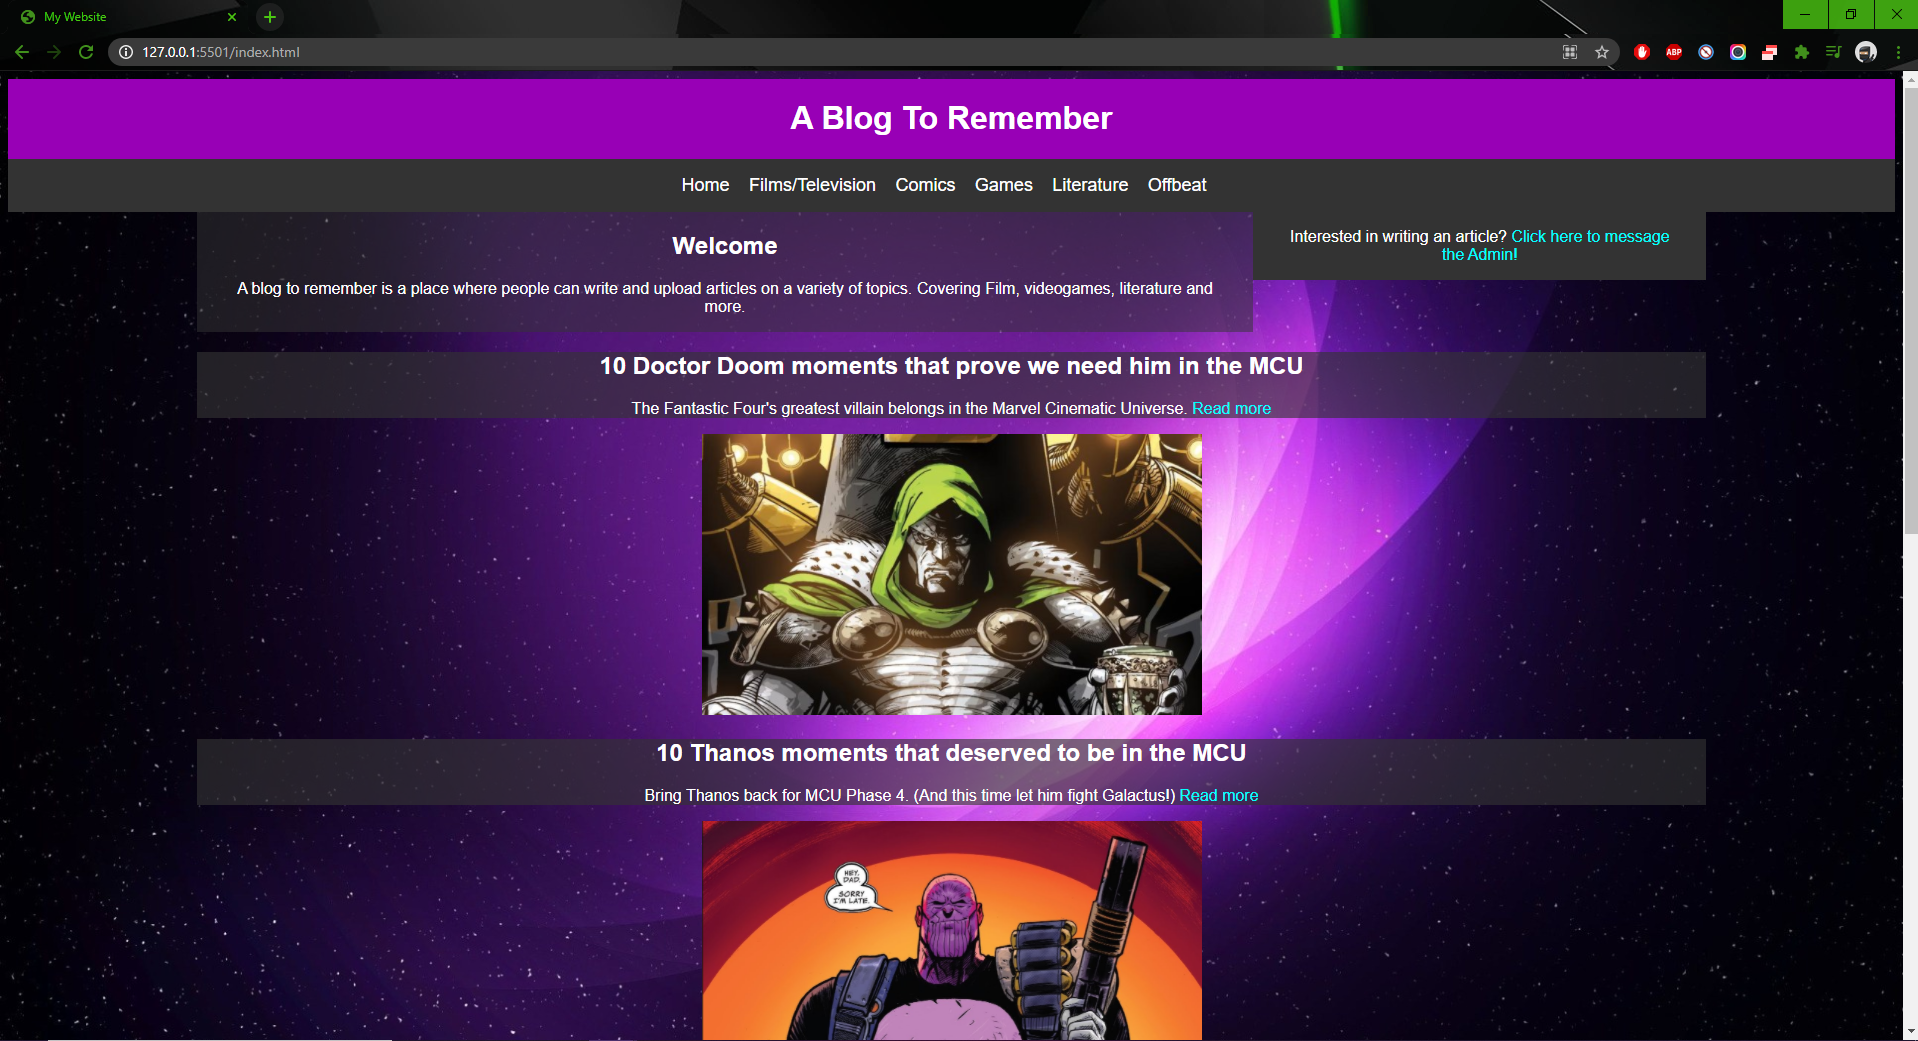 My Website
127.0.0.1:5501/index.html
ABP
A Blog To Remember
Home Films/Television Comics Games Literature Offbeat
Welcome
A blog to remember is a place where people can write and upload articles on a variety of topics. Covering Film, videogames, literature and
more.
Interested in writing an article? Click here to message
the Admin!
10 Doctor Doom moments that prove we need him in the MCU
The Fantastic Four's greatest villain belongs in the Marvel Cinematic Universe. Read more
10 Thanos moments that deserved to be in the MCU
Bring Thanos back for MCU Phase 4. (And this time let him fight Galactus!) Read more
HEY,
DAD.
SORRY
I'M LATE.